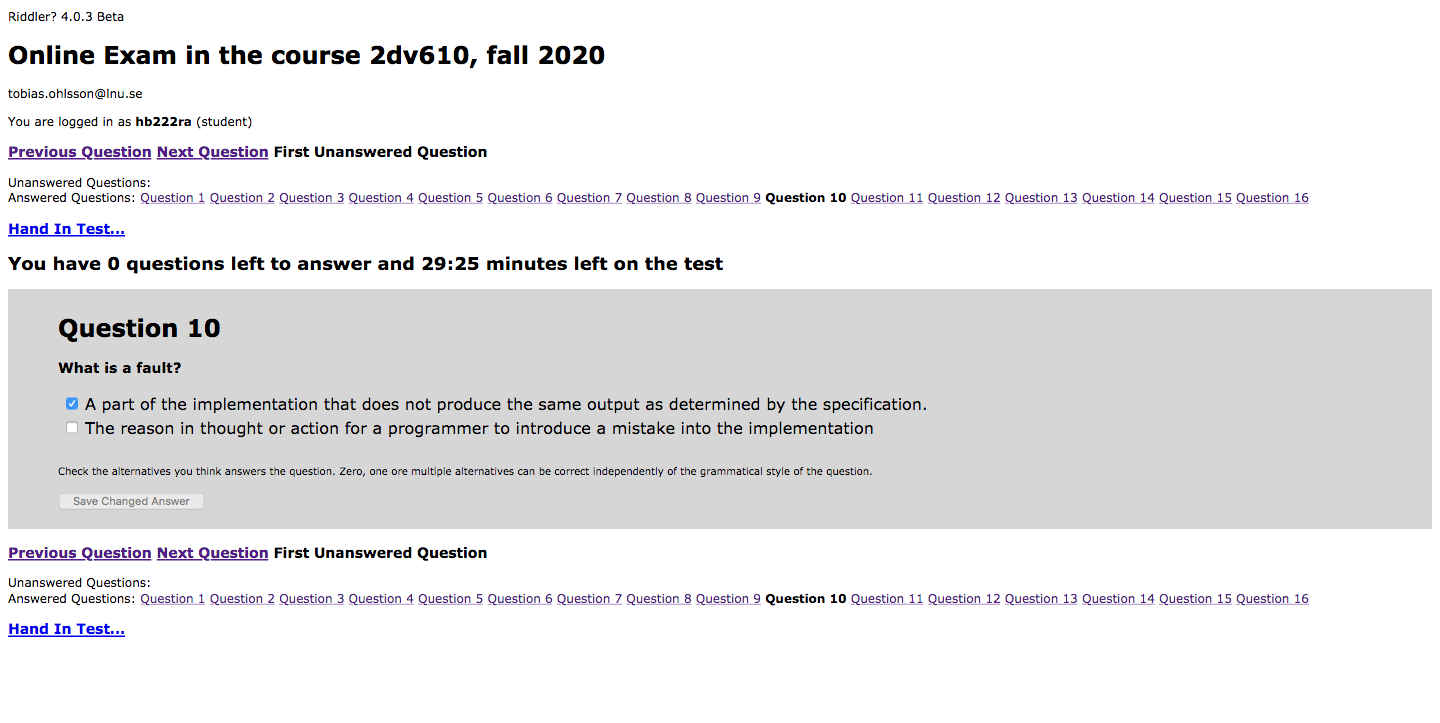 Riddler? 4.0.3 Beta
Online Exam in the course 2dv610, fall 2020
tobias.ohlsson@lnu.se
You are logged in as hb222ra (student)
Previous Question Next Question First Unanswered Question
Unanswered Questions:
Answered Questions: Question 1 Question 2 Question 3 Question 4 Question 5 Question 6 Question 7 Question 8 Question 9 Question 10 Question 11 Question 12 Question 13 Question 14 Question 15 Question 16
Hand In Test...
You have 0 questions left to answer and 29:25 minutes left on the test
Question 10
What is a fault?
A part of the implementation that does not produce the same output as determined by the specification.
The reason in thought or action for a programmer to introduce a mistake into the implementation
Check the alternatives you think answers the question. Zero, one ore multiple alternatives can be correct independently of the grammatical style of the question.
Save Changed Answer
Previous Question Next Question First Unanswered Question
Unanswered Questions:
Answered Questions: Question 1 Question 2 Question 3 Question 4 Question 5 Question 6 Question 7 Question 8 Question 9 Question 10 Question 11 Question 12 Question 13 Question 14 Question 15 Question 16
Hand In Test...